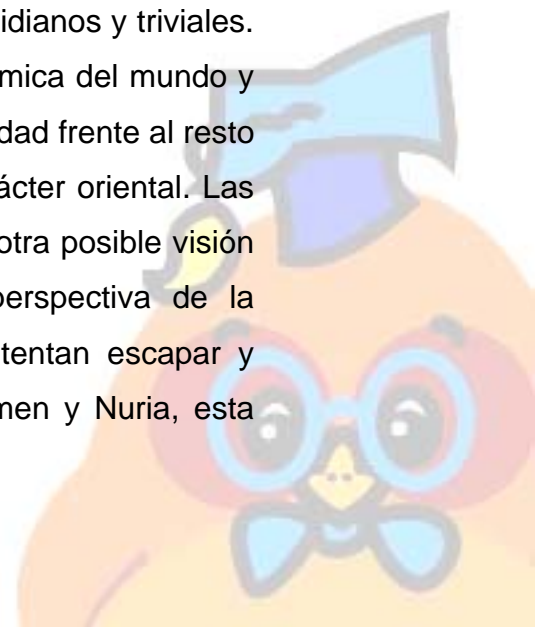 idianos y triviales.
mica del mundo y
dad frente al resto
ácter oriental. Las
otra posible visión
perspectiva de la
tentan escapar y
men y Nuria, esta